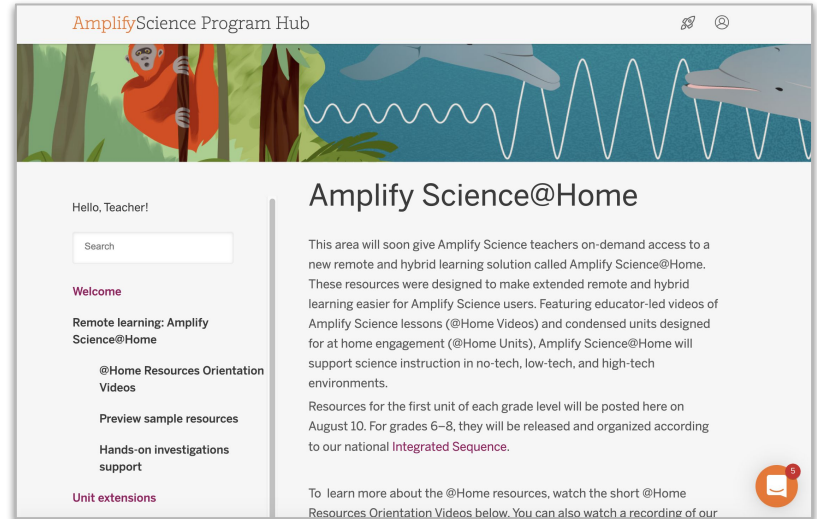 AmplifyScience Program Hub
Hello, Teacher!
Search
Welcome
Remote learning: Amplify
Science@Home
@Home Resources Orientation
Videos
Preview sample resources
Hands-on investigations
support
Unit extensions
Amplify Science@Home
This area will soon give Amplify Science teachers on-demand access to a
new remote and hybrid learning solution called Amplify Science@Home.
These resources were designed to make extended remote and hybrid
learning easier for Amplify Science users. Featuring educator-led videos of
Amplify Science lessons (@Home Videos) and condensed units designed
for at home engagement (@Home Units), Amplify Science@Home will
support science instruction in no-tech, low-tech, and high-tech
environments.
Resources for the first unit of each grade level will be posted here on
August 10. For grades 6–8, they will be released and organized according
to our national Integrated Sequence.
To learn more about the @Home resources, watch the short @Home
Resources Orientation Videos below. You can also watch a recording of our
5